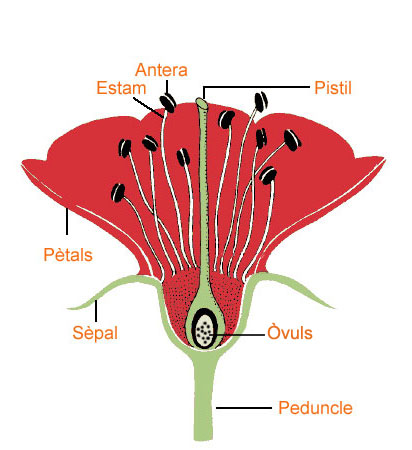 Antera
Estam
Pistil
Pètals
Sèpal
Òvuls
Peduncle